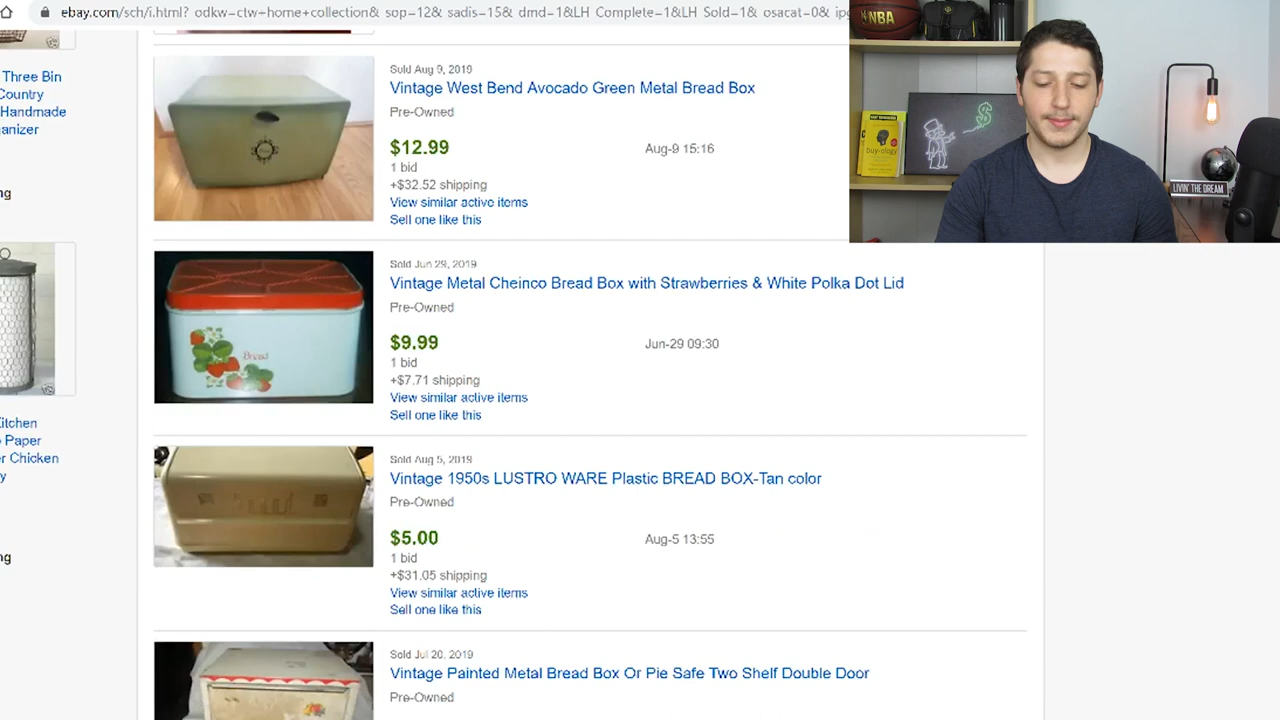 ebay.com/sch/i.html?_odkw=ctw+home+collection&_sop=12&_sadis=15&_dmd=1&LH_Complete=1&LH_Sold=1&_osacat=0&_ipg
Three Bin
Country
Handmade
anizer
ng
Kitchen
Paper
er Chicken
y
ng
Sold Aug 9, 2019
Vintage West Bend Avocado Green Metal Bread Box
Pre-Owned
$12.99
Aug-9 15:16
1 bid
+$32.52 shipping
View similar active items
Sell one like this
Sold Jun 29, 2019
Vintage Metal Cheinco Bread Box with Strawberries & White Polka Dot Lid
Pre-Owned
$9.99
Jun-29 09:30
1 bid
+$7.71 shipping
View similar active items
Sell one like this
Bread
Sold Aug 5, 2019
Vintage 1950s LUSTRO WARE Plastic BREAD BOX-Tan color
Pre-Owned
$5.00
Aug-5 13:55
1 bid
+$31.05 shipping
View similar active items
Sell one like this
Sold Jul 20, 2019
Vintage Painted Metal Bread Box Or Pie Safe Two Shelf Double Door
Pre-Owned
NBA
buy-ology
$
LIVIN' THE DREAM